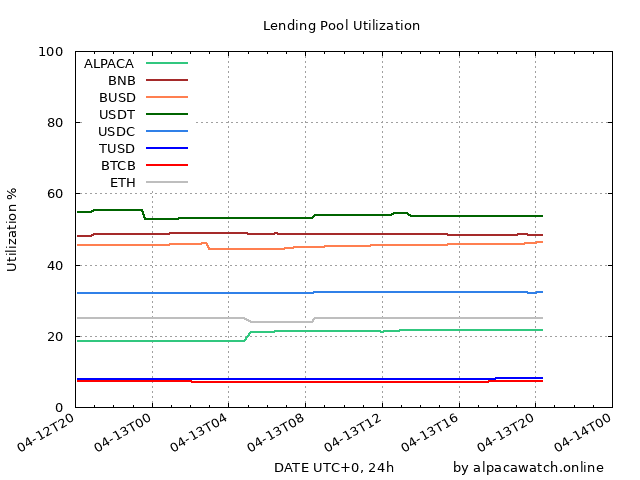 Lending Pool Utilization
100
80
60
40
20
0
Utilization %
ALPACA
BNB
BUSD
USDT
USDC
TUSD
BTCB
ETH
04-12T20
04-13T00
04-13T04
04-13T08
04-13T12
04-13T16
04-13T20
04-14T00
DATE UTC+0, 24h
by alpacawatch.online